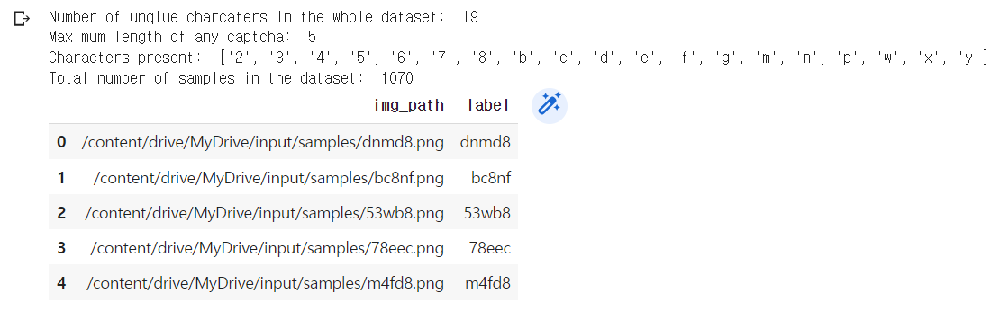 Number of unqiue charcaters in the whole dataset:  19
Maximum length of any captcha:  5
Characters present:  ['2', '3', '4', '5', '6', '7', '8', 'b', 'c', 'd', 'e', 'f', 'g', 'm', 'n', 'p', 'w', 'x', 'y']
Total number of samples in the dataset:  1070
img_path label
0 /content/drive/MyDrive/input/samples/dnmd8.png dnmd8
1 /content/drive/MyDrive/input/samples/bc8nf.png bc8nf
2 /content/drive/MyDrive/input/samples/53wb8.png 53wb8
3 /content/drive/MyDrive/input/samples/78eec.png 78eec
4 /content/drive/MyDrive/input/samples/m4fd8.png m4fd8